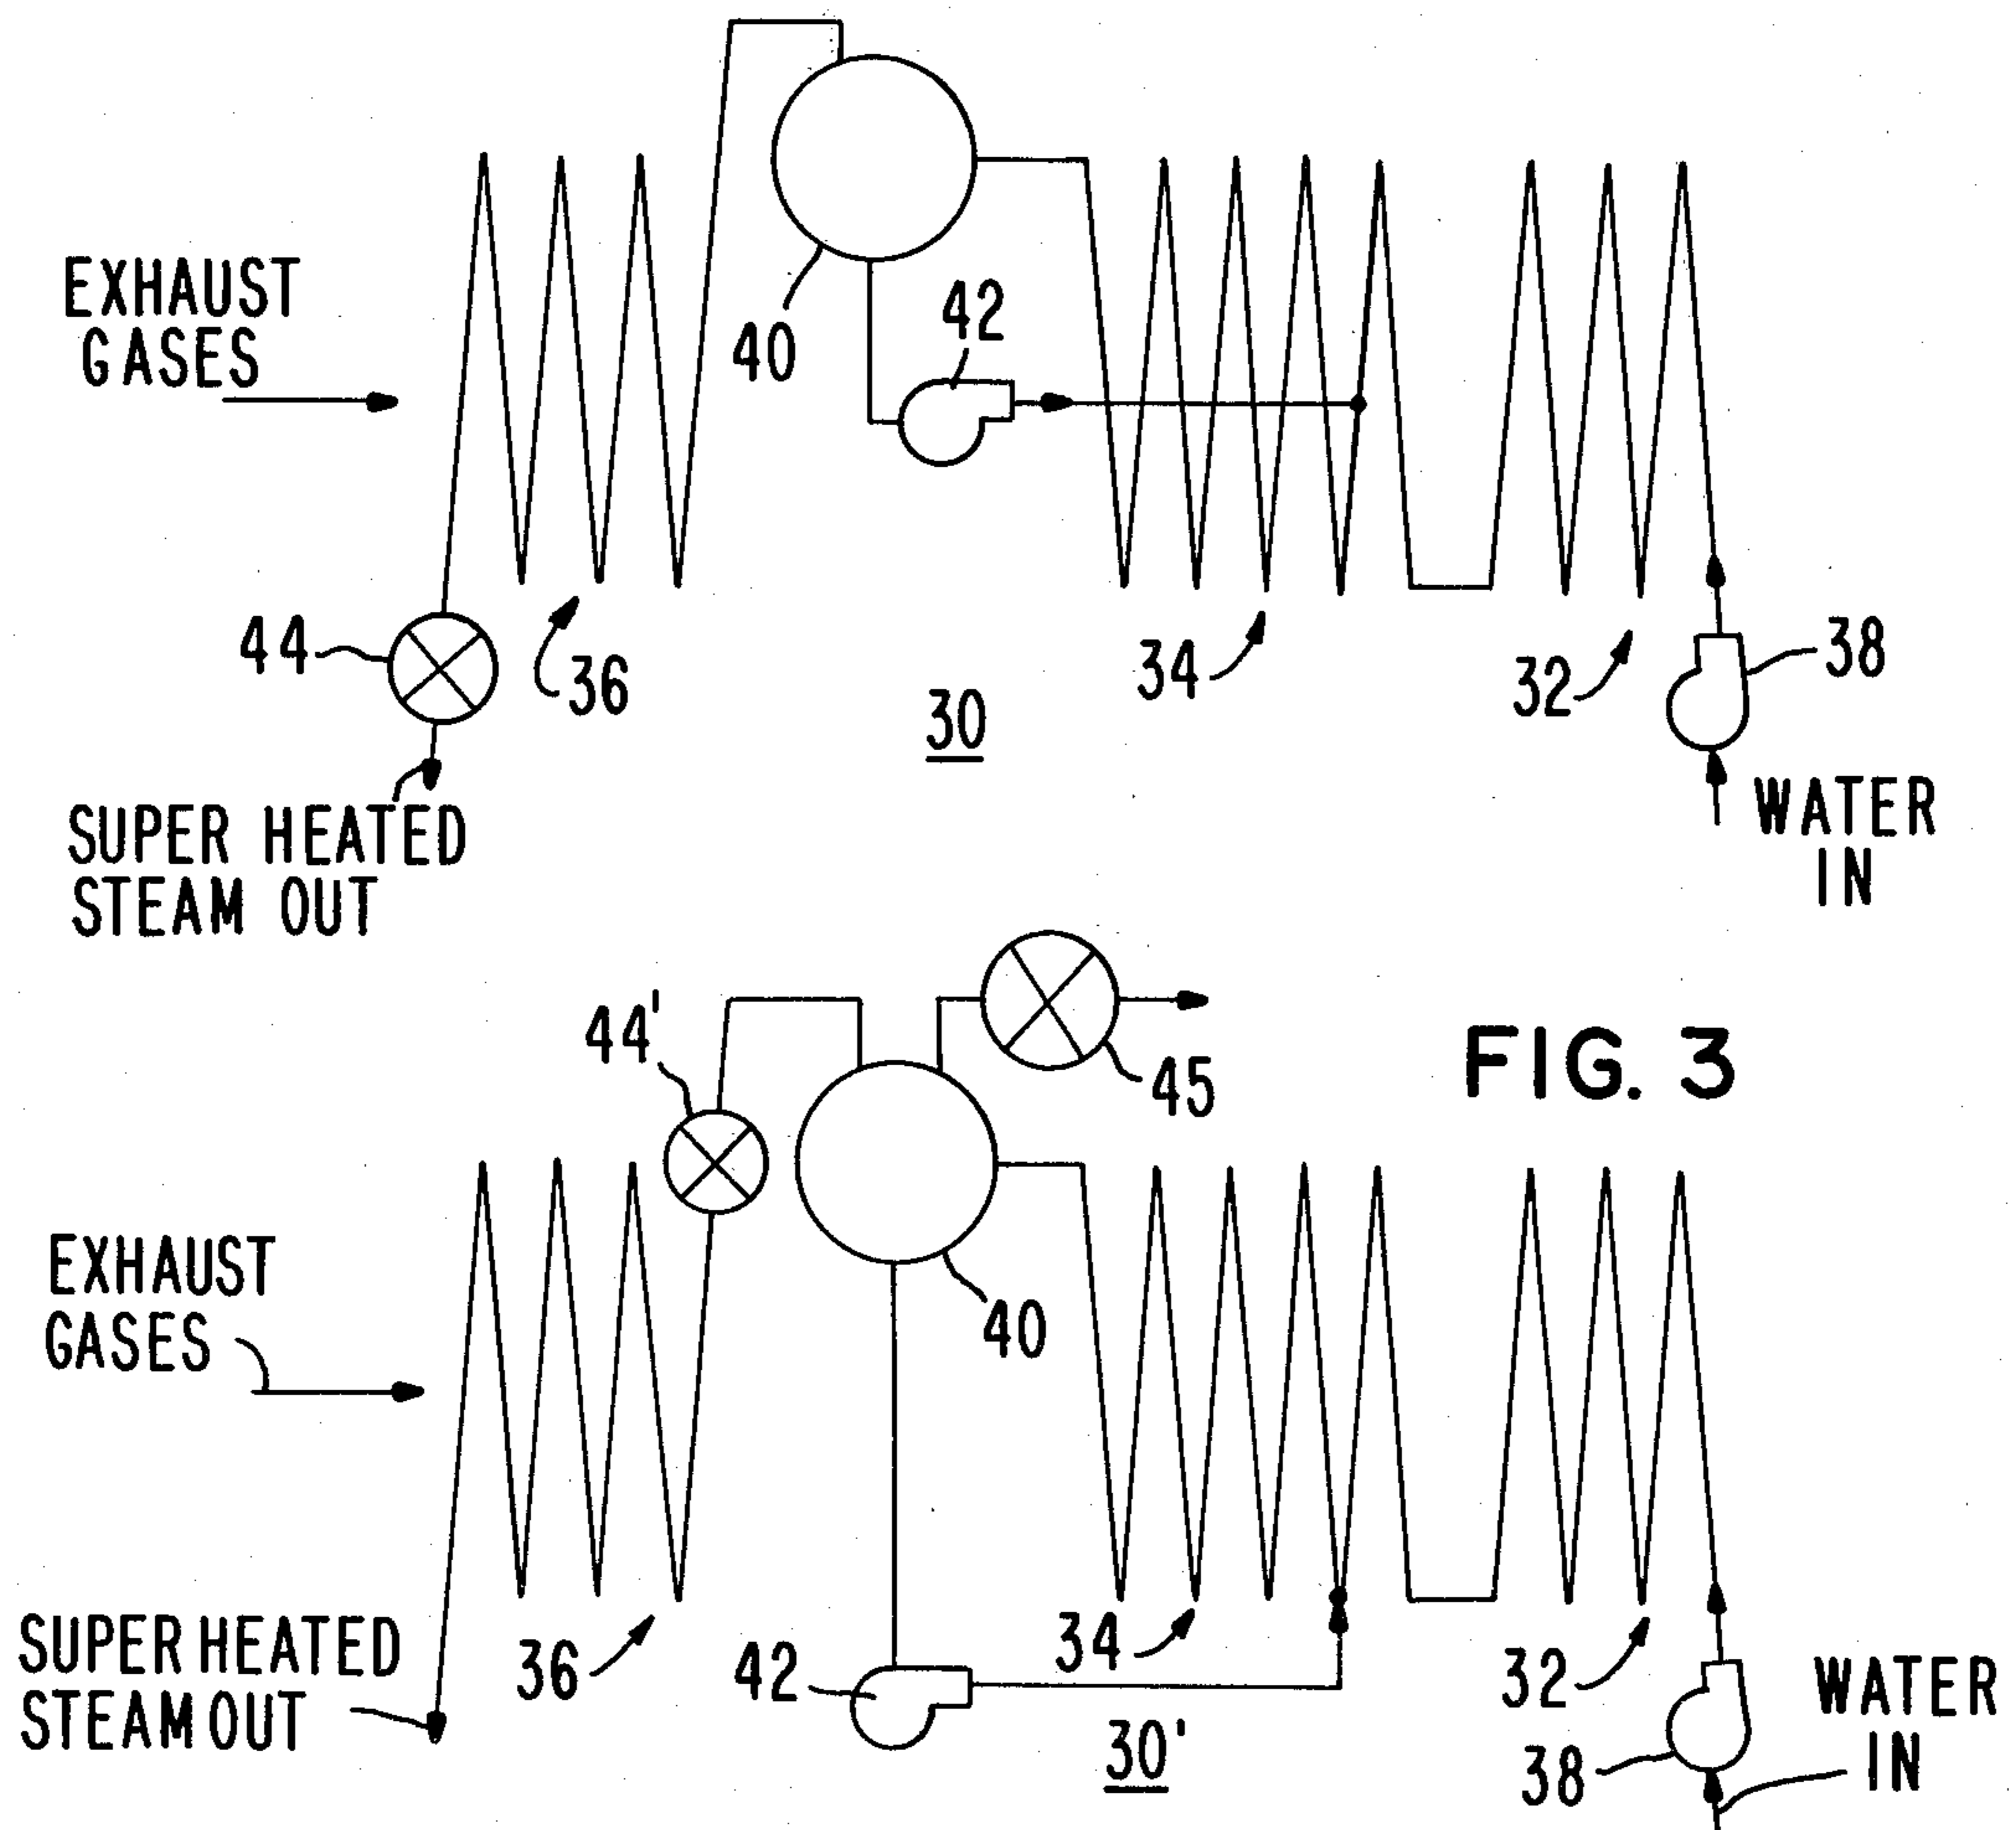 EXHAUST
GASES
40
42
44
36
34
32
38
30
SUPER HEATED
STEAM OUT
WATER
IN
44'
45
FIG. 3
EXHAUST
GASES
40
SUPER HEATED
STEAM OUT
36
42
34
32
30'
38
WATER
IN